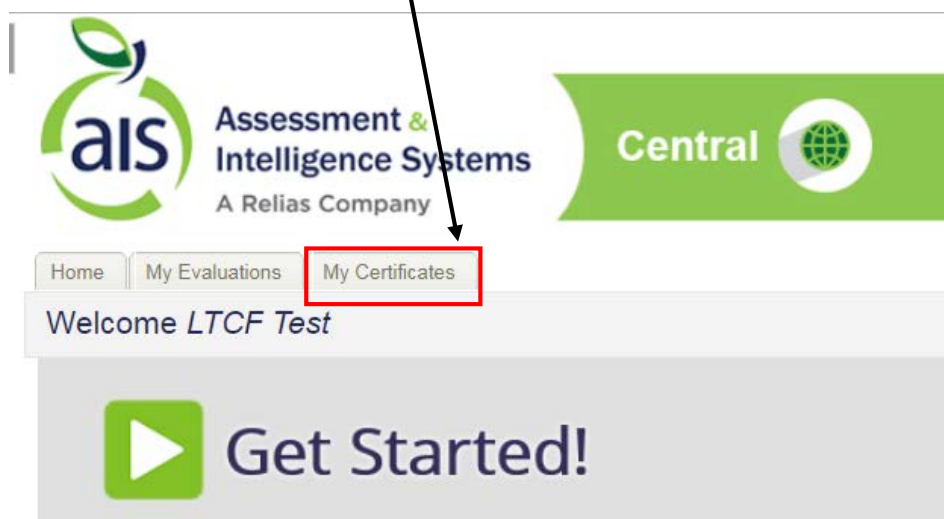 ais
Assessment &
Intelligence Systems
A Relias Company
Central
Home My Evaluations My Certificates
Welcome LTCF Test
Get Started!